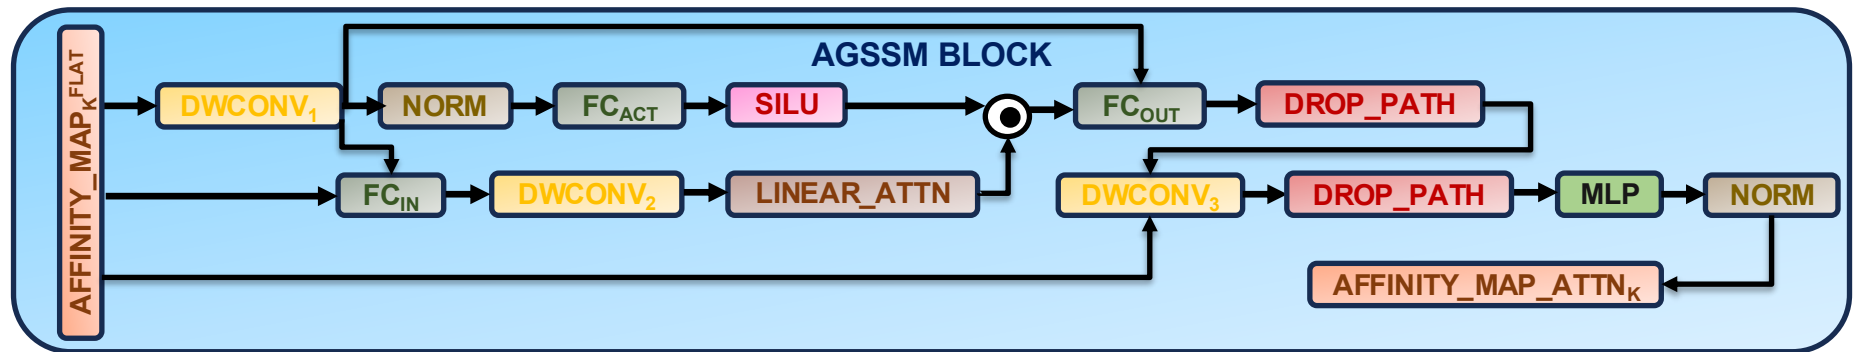 AFFINITY_MAP_K^FLAT
AGSSM BLOCK
DWCONV_1
NORM
FC_ACT
SILU
FC_OUT
DROP_PATH
FC_IN
DWCONV_2
LINEAR_ATTN
DWCONV_3
DROP_PATH
MLP
NORM
AFFINITY_MAP_ATTN_K